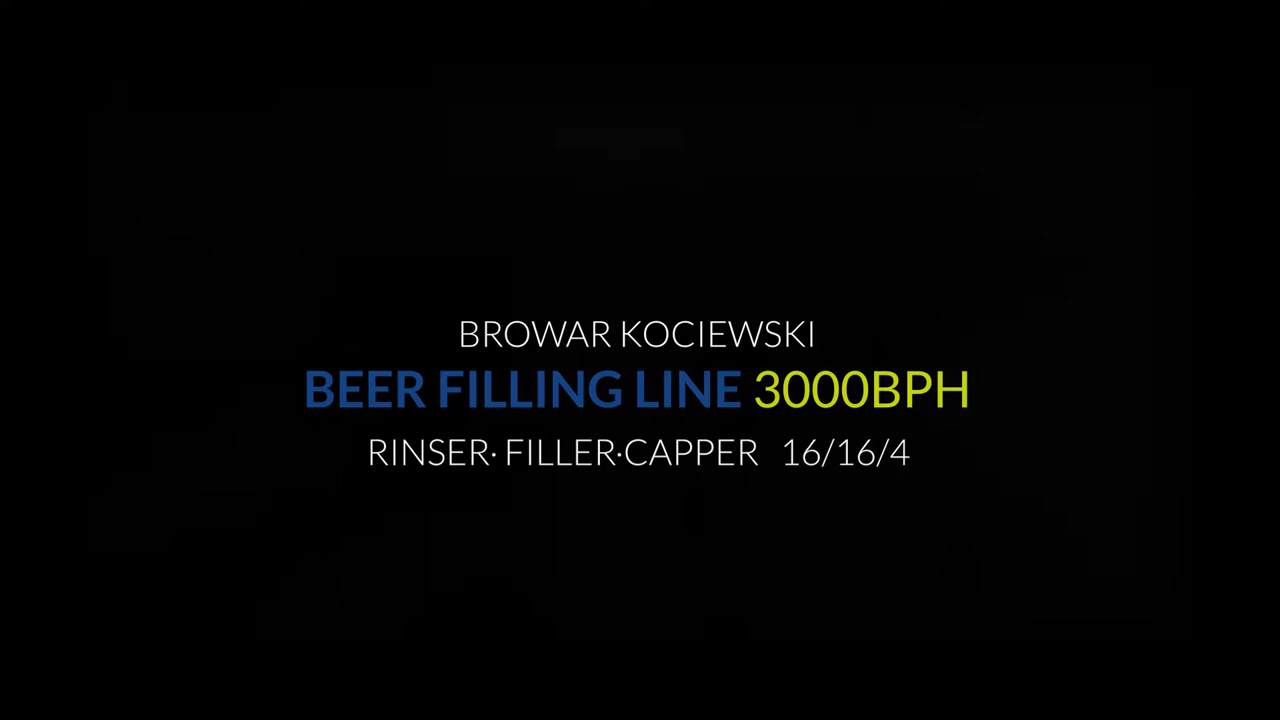 BROWAR KOCIEWSKI
BEER FILLING LINE 3000BPH
RINSER· FILLER·CAPPER 16/16/4